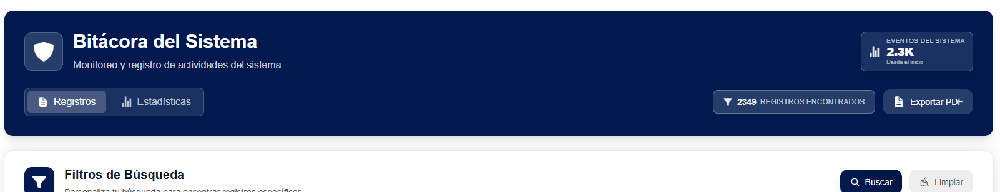 Bitácora del Sistema
Monitoreo y registro de actividades del sistema
EVENTOS DEL SISTEMA
2.3K
Desde el inicio
Registros
Estadísticas
2349 REGISTROS ENCONTRADOS
Exportar PDF
Filtros de Búsqueda
Personaliza tu búsqueda para encontrar registros específicos
Buscar
Limpiar